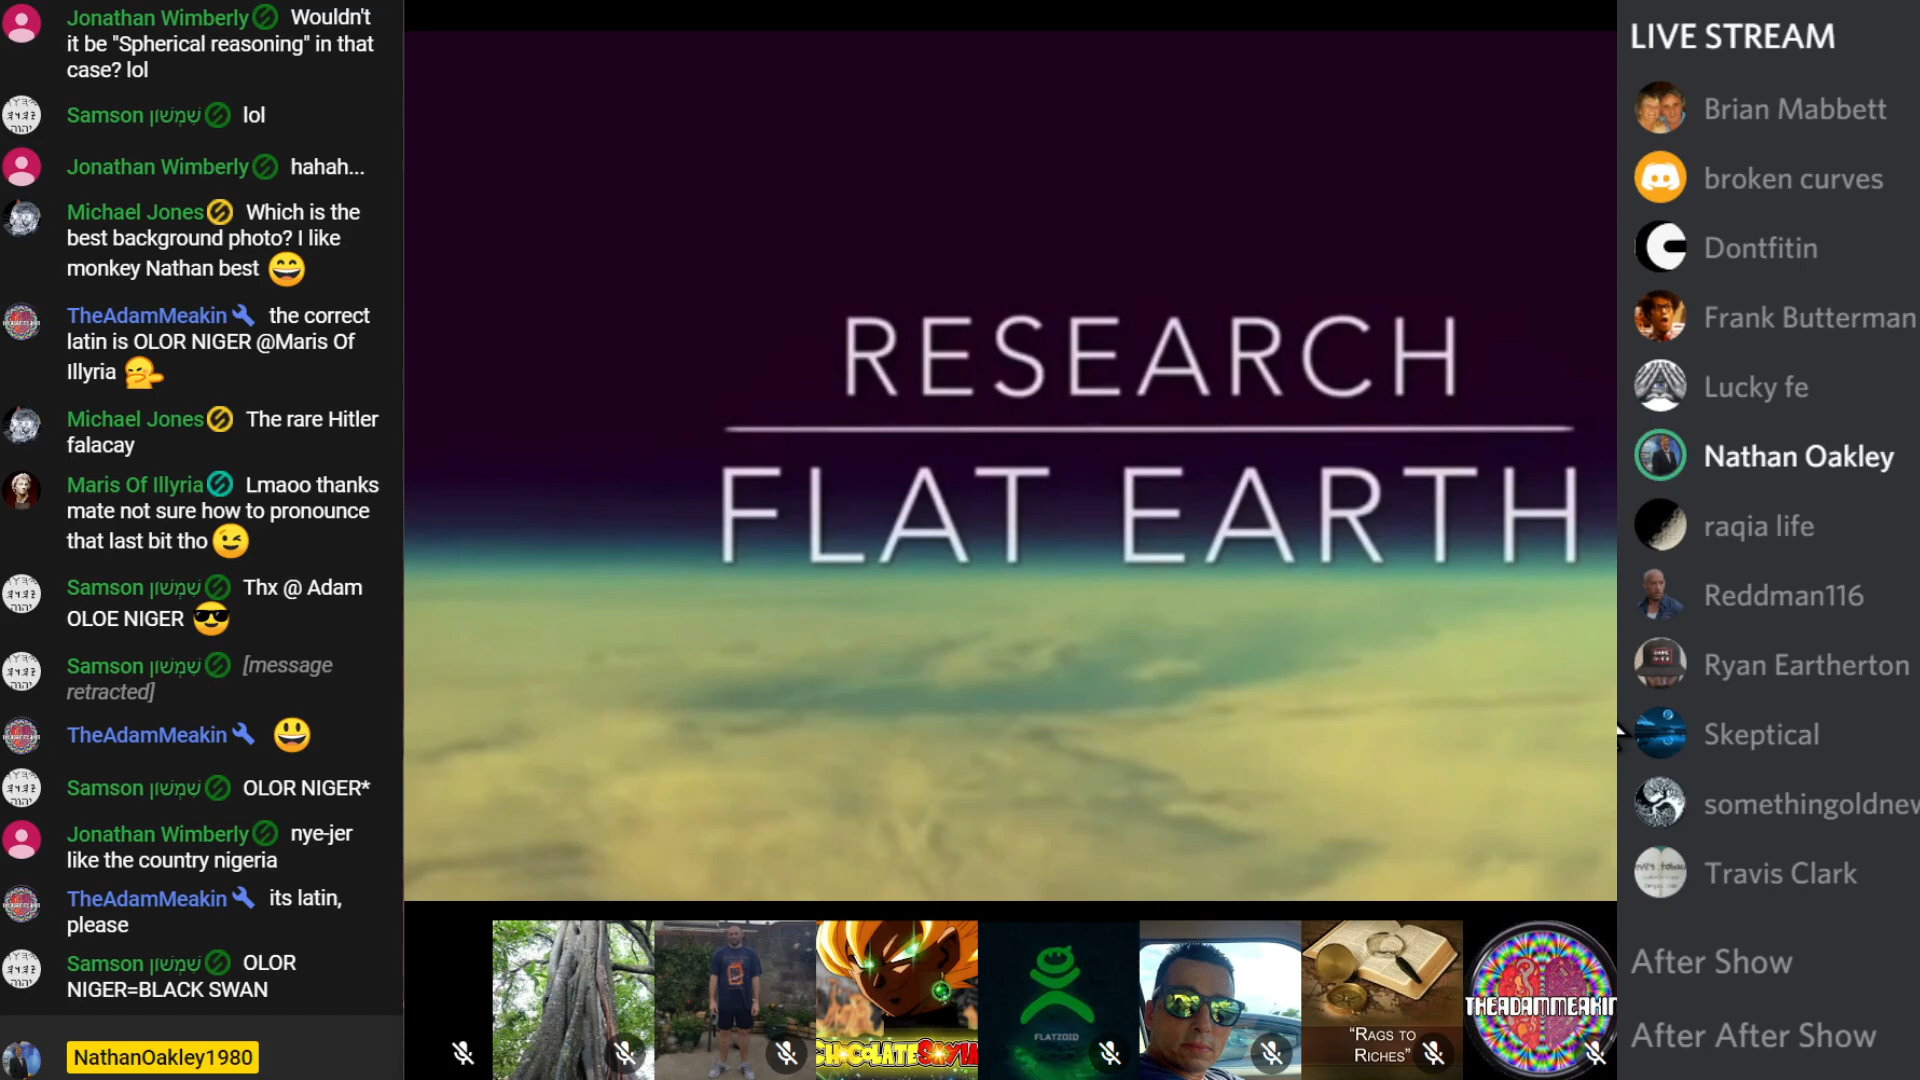 Jonathan Wimberly Wouldn't
it be "Spherical reasoning" in that
case? lol
Samson שִׁמְשׁוֹן lol
Jonathan Wimberly hahah...
Michael Jones Which is the
best background photo? I like
monkey Nathan best
TheAdamMeakin the correct
latin is OLOR NIGER @Maris Of
Illyria
Michael Jones The rare Hitler
falacay
Maris Of Illyria Lmaoo thanks
mate not sure how to pronounce
that last bit tho
Samson שִׁמְשׁוֹן Thx @ Adam
OLOE NIGER
Samson שִׁמְשׁוֹן [message
retracted]
TheAdamMeakin
Samson שִׁמְשׁוֹן OLOR NIGER*
Jonathan Wimberly nye-jer
like the country nigeria
TheAdamMeakin its latin,
please
Samson שִׁמְשׁוֹן OLOR
NIGER=BLACK SWAN
NathanOakley1980
RESEARCH
FLAT EARTH
FLATZOID
"RAGS TO
RICHES"
THEADAMMEAKIN
LIVE STREAM
Brian Mabbett
broken curves
Dontfitin
Frank Butterman
Lucky fe
Nathan Oakley
raqia life
Reddman116
Ryan Eartherton
Skeptical
somethingoldnew
Travis Clark
After Show
After After Show